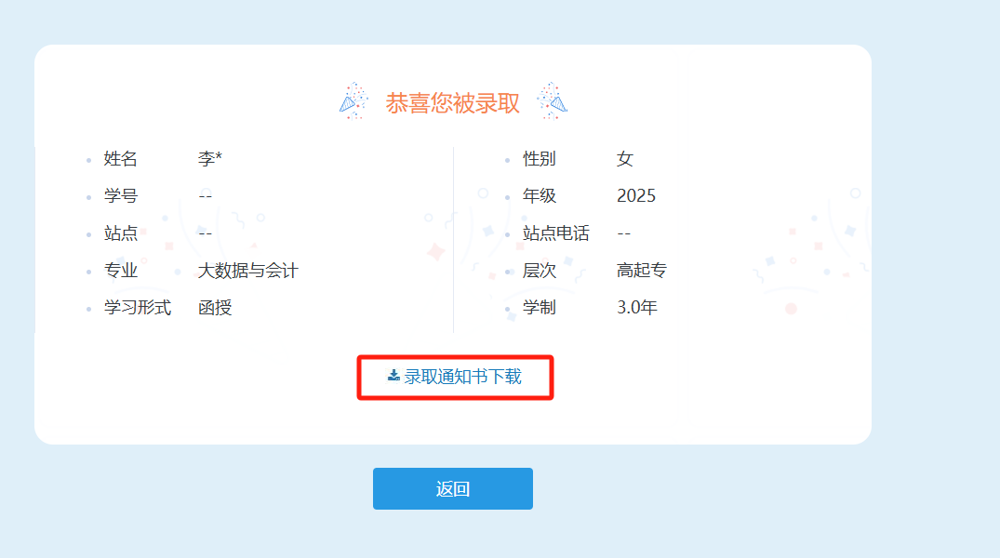 恭喜您被录取
姓名 李* 性别 女
学号 -- 年级 2025
站点 -- 站点电话 --
专业 大数据与会计 层次 高起专
学习形式 函授 学制 3.0年
录取通知书下载
返回